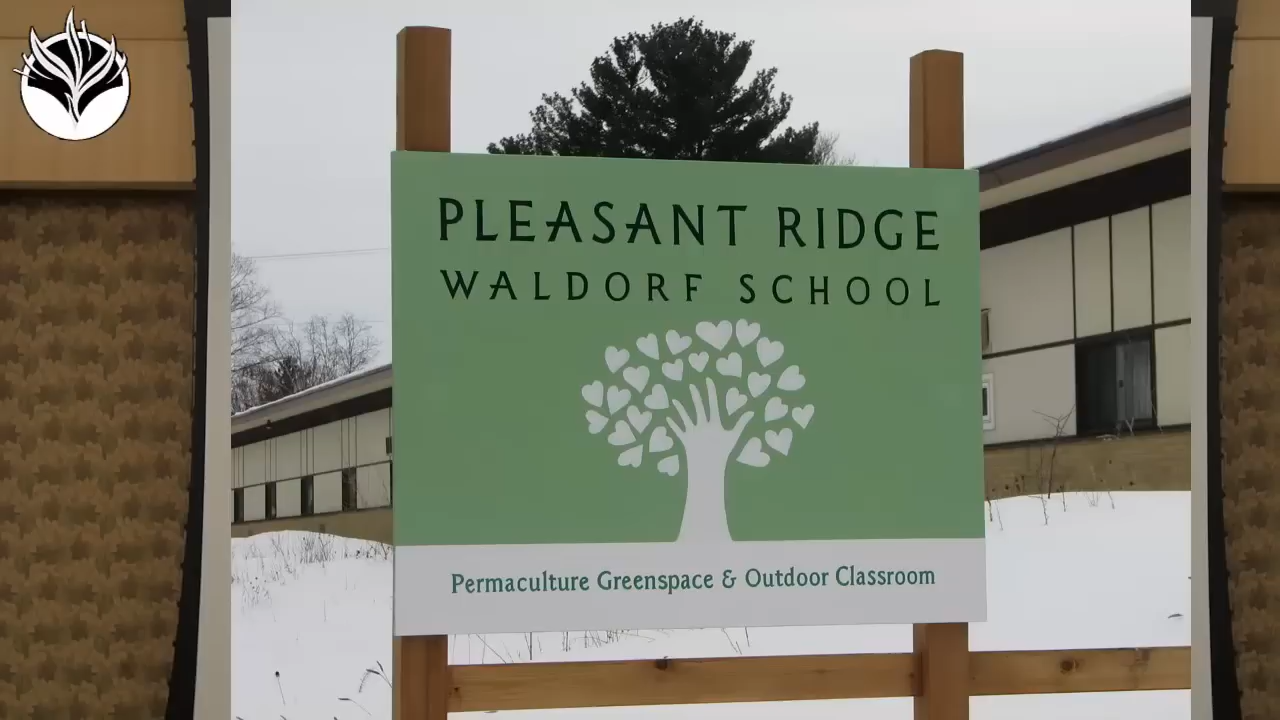 PLEASANT RIDGE
WALDORF SCHOOL
Permaculture Greenspace & Outdoor Classroom